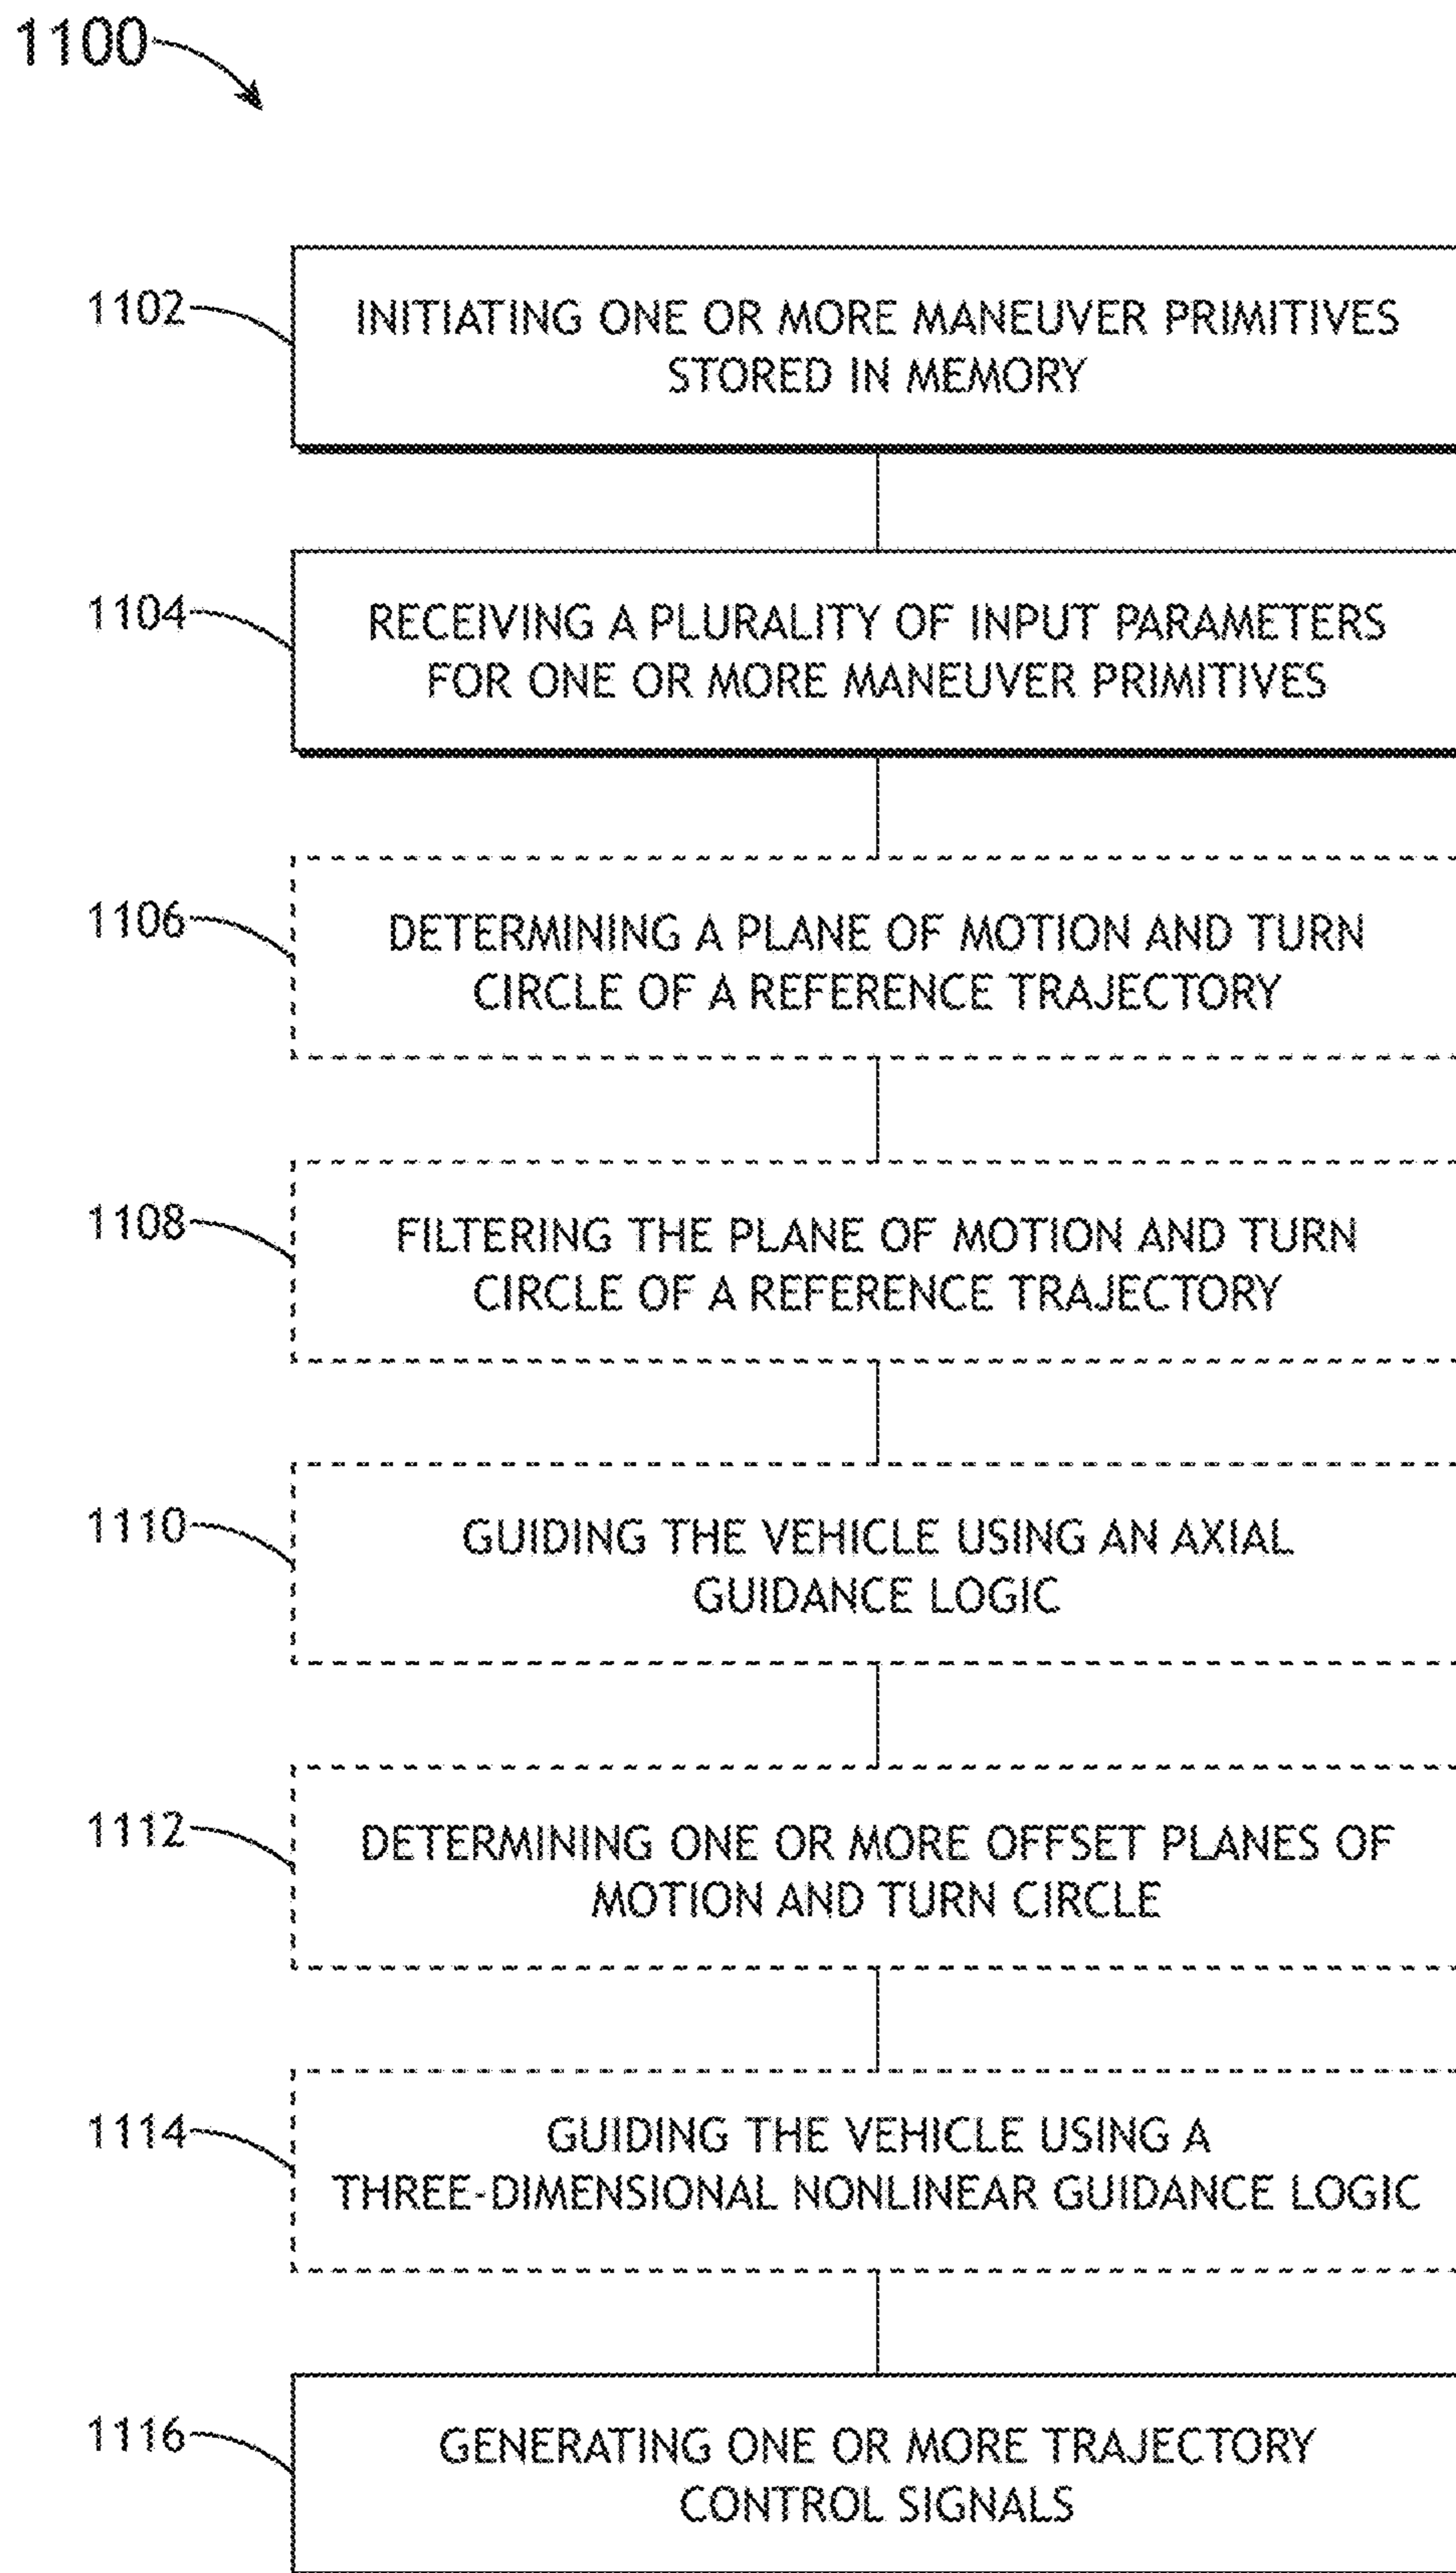 1100
1102
INITIATING ONE OR MORE MANEUVER PRIMITIVES
STORED IN MEMORY
1104
RECEIVING A PLURALITY OF INPUT PARAMETERS
FOR ONE OR MORE MANEUVER PRIMITIVES
1106
DETERMINING A PLANE OF MOTION AND TURN
CIRCLE OF A REFERENCE TRAJECTORY
1108
FILTERING THE PLANE OF MOTION AND TURN
CIRCLE OF A REFERENCE TRAJECTORY
1110
GUIDING THE VEHICLE USING AN AXIAL
GUIDANCE LOGIC
1112
DETERMINING ONE OR MORE OFFSET PLANES OF
MOTION AND TURN CIRCLE
1114
GUIDING THE VEHICLE USING A
THREE-DIMENSIONAL NONLINEAR GUIDANCE LOGIC
1116
GENERATING ONE OR MORE TRAJECTORY
CONTROL SIGNALS